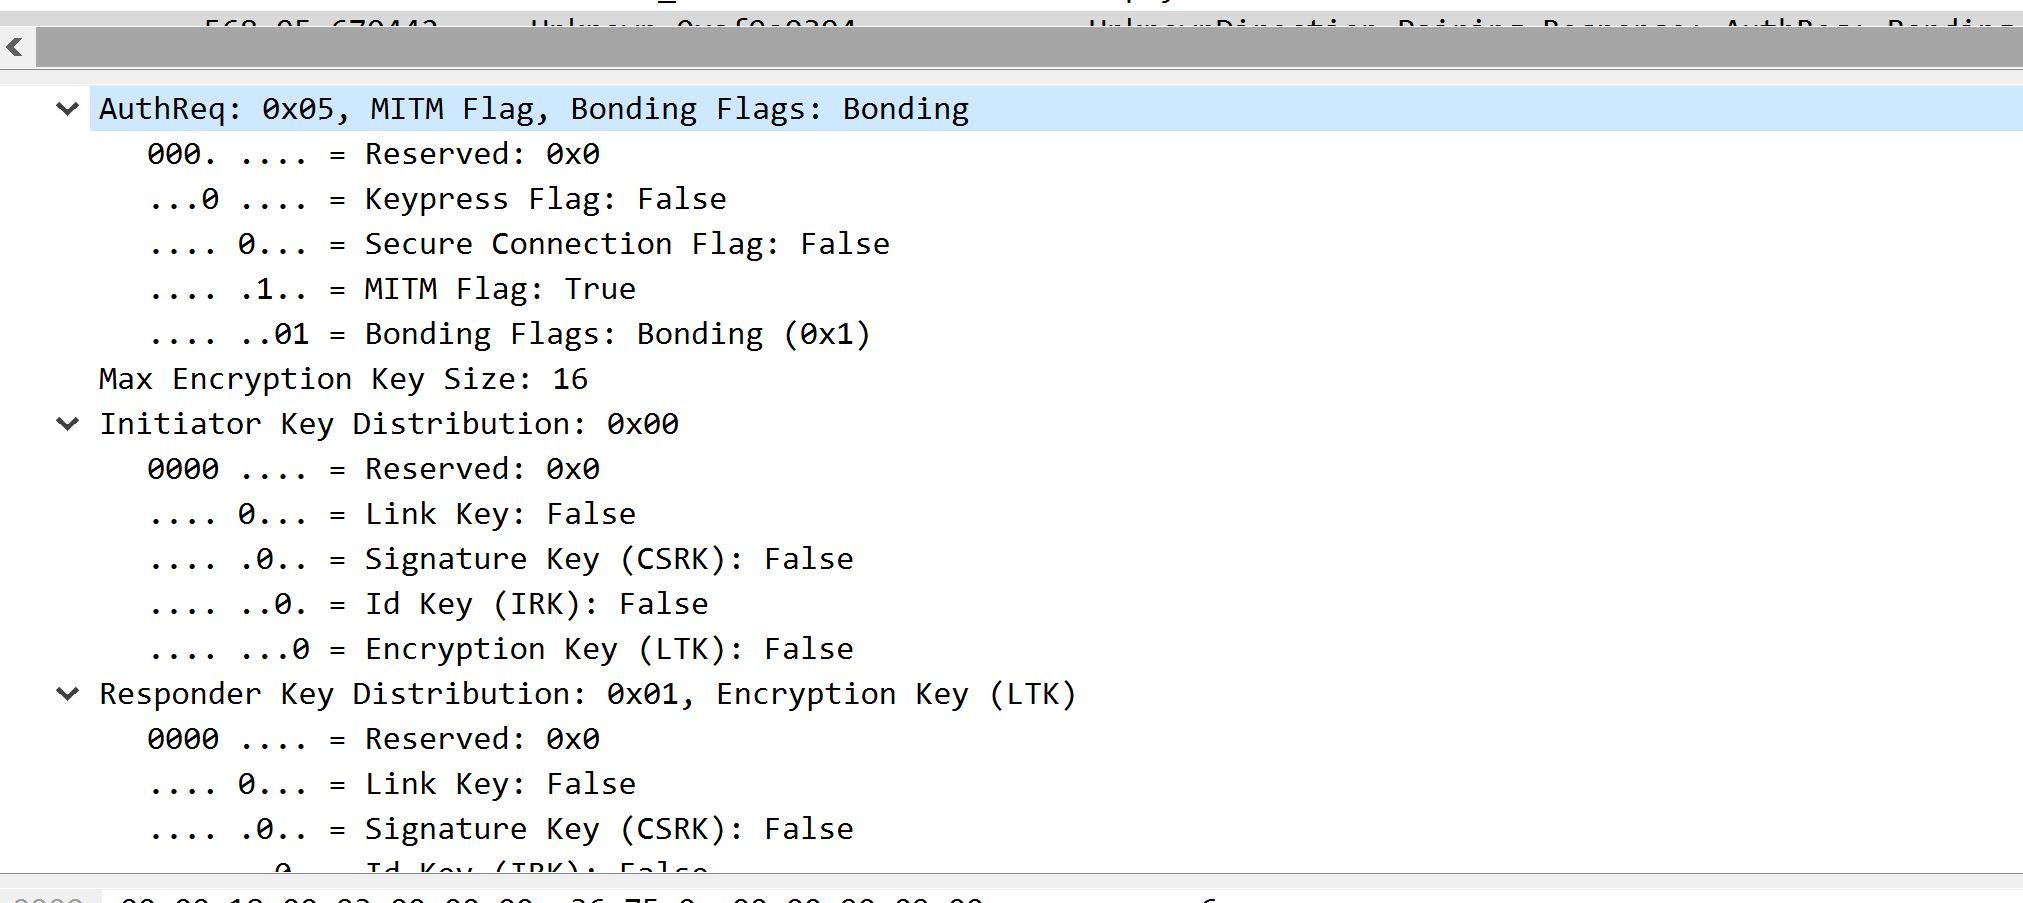 AuthReq: 0x05, MITM Flag, Bonding Flags: Bonding
000. .... = Reserved: 0x0
...0 .... = Keypress Flag: False
.... 0... = Secure Connection Flag: False
.... .1.. = MITM Flag: True
.... ..01 = Bonding Flags: Bonding (0x1)
Max Encryption Key Size: 16
Initiator Key Distribution: 0x00
0000 .... = Reserved: 0x0
.... 0... = Link Key: False
.... .0.. = Signature Key (CSRK): False
.... ..0. = Id Key (IRK): False
.... ...0 = Encryption Key (LTK): False
Responder Key Distribution: 0x01, Encryption Key (LTK)
0000 .... = Reserved: 0x0
.... 0... = Link Key: False
.... .0.. = Signature Key (CSRK): False
Id Key (IRK): False